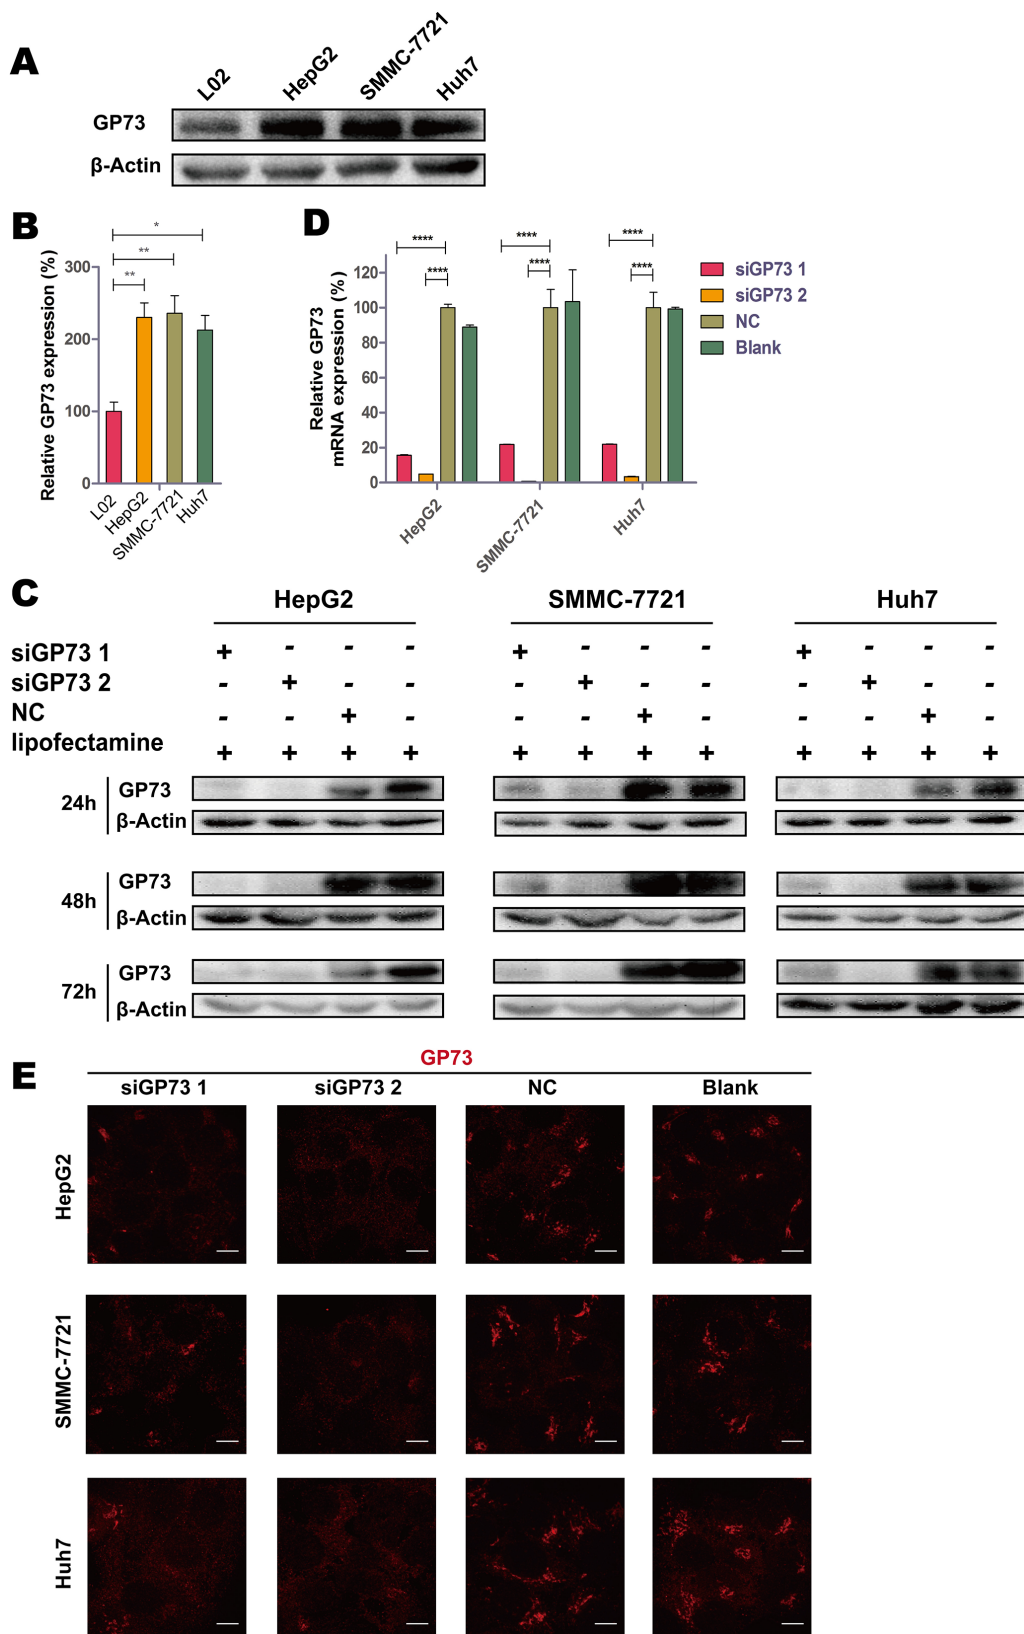 A
L02
HepG2
SMMC-7721
Huh7
GP73
β-Actin
B
Relative GP73 expression (%)
300
200
100
0
*
**
**
L02
HepG2
SMMC-7721
Huh7
D
Relative GP73
mRNA expression (%)
120
100
80
60
40
20
0
****
****
****
****
****
****
HepG2
SMMC-7721
Huh7
siGP73 1
siGP73 2
NC
Blank
C
HepG2
SMMC-7721
Huh7
siGP73 1 + - - - + - - - + - - -
siGP73 2 - + - - - + - - - + - -
NC - - + - - - + - - - + -
lipofectamine + + + + + + + + + + + +
24h
GP73
β-Actin
48h
GP73
β-Actin
72h
GP73
β-Actin
E
GP73
siGP73 1 siGP73 2 NC Blank
HepG2
SMMC-7721
Huh7